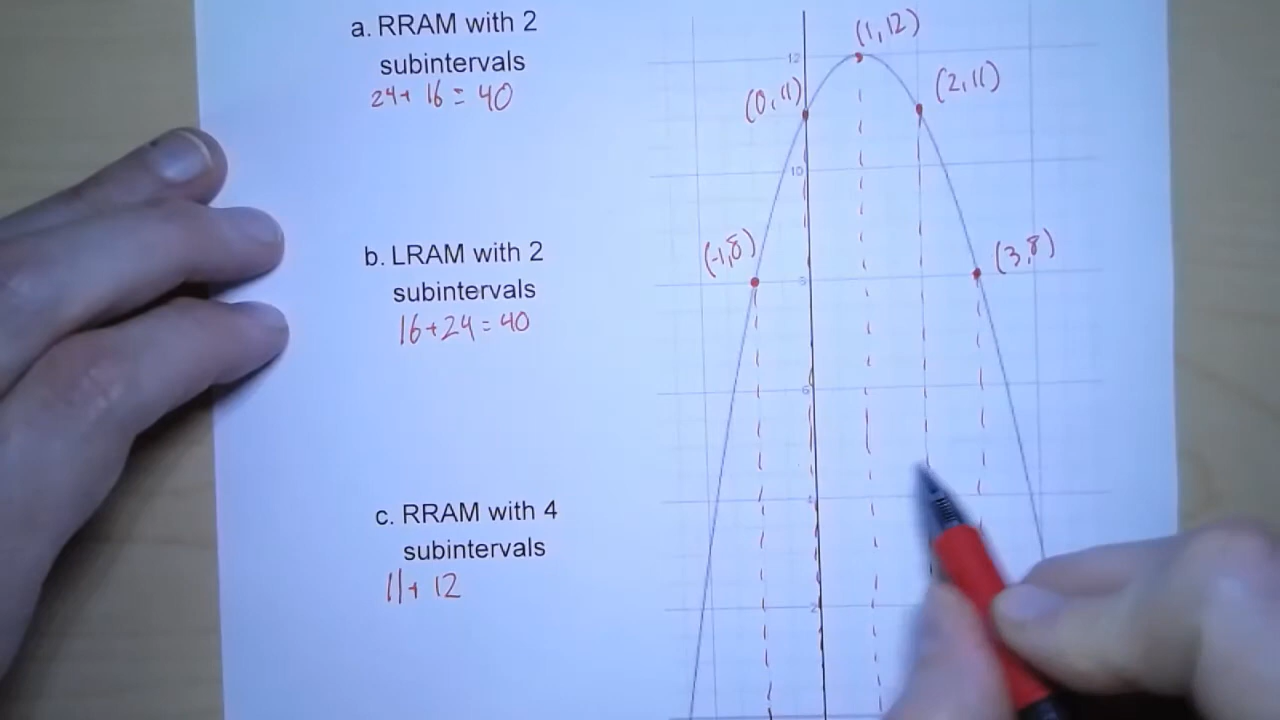 a. RRAM with 2
subintervals
24+ 16 = 40
b. LRAM with 2
subintervals
16+24=40
c. RRAM with 4
subintervals
11+ 12
(1,12)
12
(0,11)
(2,11)
10
(-1,8)
(3,8)
8
6
4
2